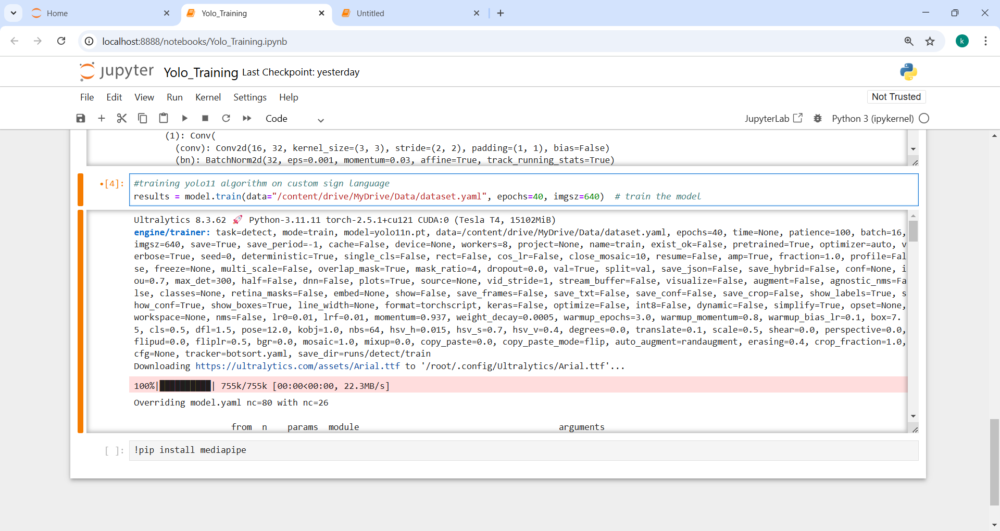 Home
Yolo_Training
Untitled
localhost:8888/notebooks/Yolo_Training.ipynb
k
jupyter Yolo_Training Last Checkpoint: yesterday
File Edit View Run Kernel Settings Help
Not Trusted
Code
JupyterLab
Python 3 (ipykernel)
(1): Conv(
(conv): Conv2d(16, 32, kernel_size=(3, 3), stride=(2, 2), padding=(1, 1), bias=False)
(bn): BatchNorm2d(32, eps=0.001, momentum=0.03, affine=True, track_running_stats=True)
•[4]:
#training yolo11 algorithm on custom sign language
results = model.train(data="/content/drive/MyDrive/Data/dataset.yaml", epochs=40, imgsz=640)  # train the model
Ultralytics 8.3.62 🚀 Python-3.11.11 torch-2.5.1+cu121 CUDA:0 (Tesla T4, 15102MiB)
engine/trainer: task=detect, mode=train, model=yolo11n.pt, data=/content/drive/MyDrive/Data/dataset.yaml, epochs=40, time=None, patience=100, batch=16,
imgsz=640, save=True, save_period=-1, cache=False, device=None, workers=8, project=None, name=train, exist_ok=False, pretrained=True, optimizer=auto, v
erbose=True, seed=0, deterministic=True, single_cls=False, rect=False, cos_lr=False, close_mosaic=10, resume=False, amp=True, fraction=1.0, profile=Fal
se, freeze=None, multi_scale=False, overlap_mask=True, mask_ratio=4, dropout=0.0, val=True, split=val, save_json=False, save_hybrid=False, conf=None, i
ou=0.7, max_det=300, half=False, dnn=False, plots=True, source=None, vid_stride=1, stream_buffer=False, visualize=False, augment=False, agnostic_nms=Fa
lse, classes=None, retina_masks=False, embed=None, show=False, save_frames=False, save_txt=False, save_conf=False, save_crop=False, show_labels=True, s
how_conf=True, show_boxes=True, line_width=None, format=torchscript, keras=False, optimize=False, int8=False, dynamic=False, simplify=True, opset=None,
workspace=None, nms=False, lr0=0.01, lrf=0.01, momentum=0.937, weight_decay=0.0005, warmup_epochs=3.0, warmup_momentum=0.8, warmup_bias_lr=0.1, box=7.
5, cls=0.5, dfl=1.5, pose=12.0, kobj=1.0, nbs=64, hsv_h=0.015, hsv_s=0.7, hsv_v=0.4, degrees=0.0, translate=0.1, scale=0.5, shear=0.0, perspective=0.0,
flipud=0.0, fliplr=0.5, bgr=0.0, mosaic=1.0, mixup=0.0, copy_paste=0.0, copy_paste_mode=flip, auto_augment=randaugment, erasing=0.4, crop_fraction=1.0,
cfg=None, tracker=botsort.yaml, save_dir=runs/detect/train
Downloading https://ultralytics.com/assets/Arial.ttf to '/root/.config/Ultralytics/Arial.ttf'...
100%|██████████| 755k/755k [00:00<00:00, 22.3MB/s]
Overriding model.yaml nc=80 with nc=26
from n params module arguments
[ ]:
!pip install mediapipe